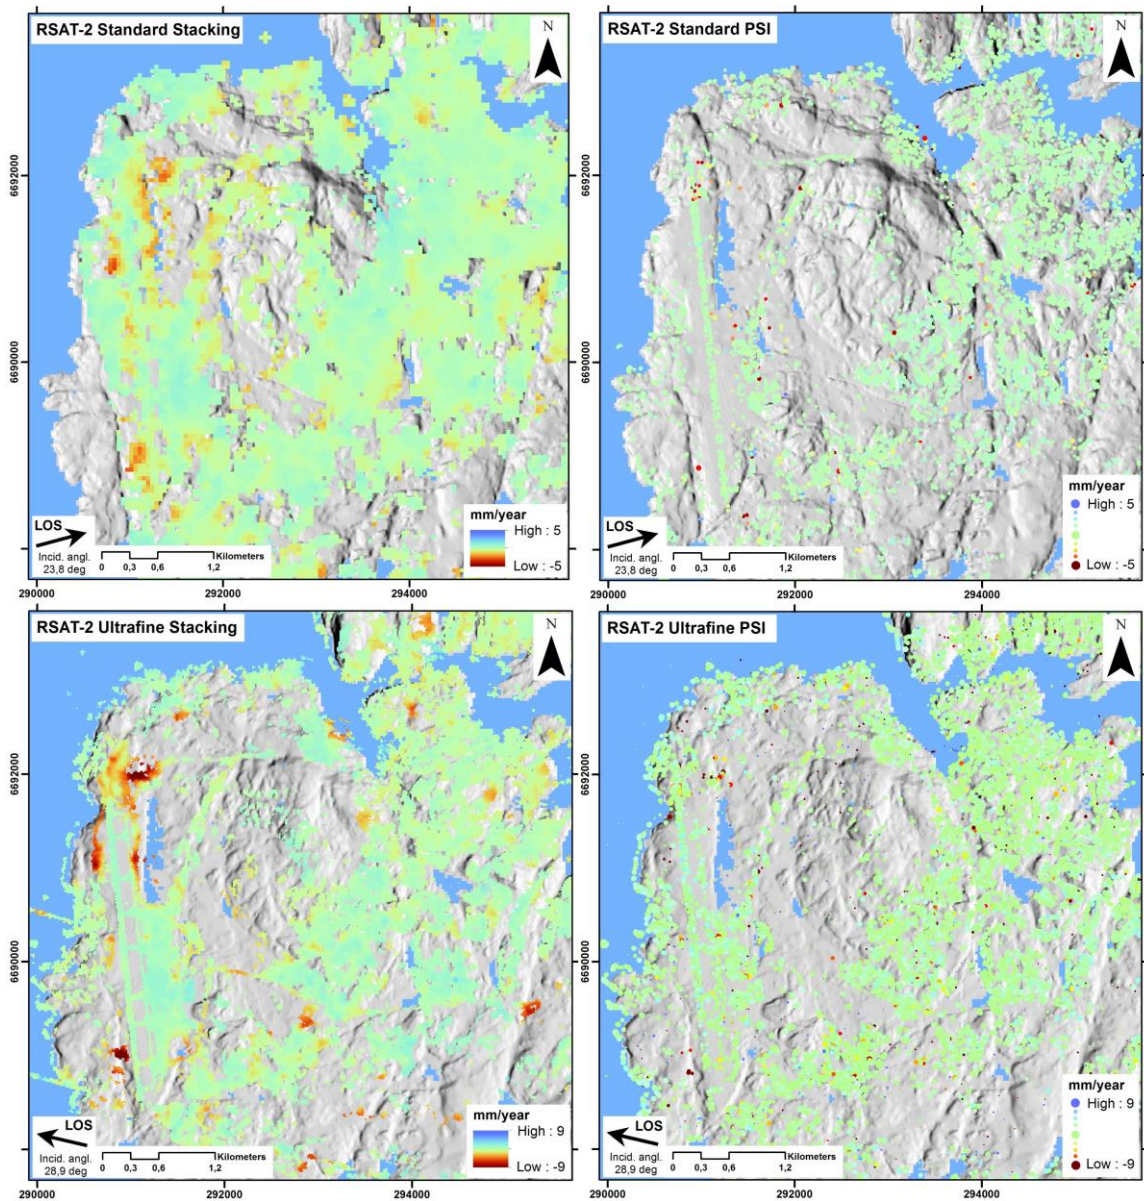 RSAT-2 Standard Stacking
N
6692000
6690000
LOS
Incid. angl.
23,8 deg
0 0,3 0,6 1,2 Kilometers
mm/year
High : 5
Low : -5
290000 292000 294000
RSAT-2 Standard PSI
N
6692000
6690000
LOS
Incid. angl.
23,8 deg
0 0,3 0,6 1,2 Kilometers
mm/year
High : 5
Low : -5
290000 292000 294000
RSAT-2 Ultrafine Stacking
N
6692000
6690000
LOS
Incid. angl.
28,9 deg
0 0,3 0,6 1,2 Kilometers
mm/year
High : 9
Low : -9
290000 292000 294000
RSAT-2 Ultrafine PSI
N
6692000
6690000
LOS
Incid. angl.
28,9 deg
0 0,3 0,6 1,2 Kilometers
mm/year
High : 9
Low : -9
290000 292000 294000